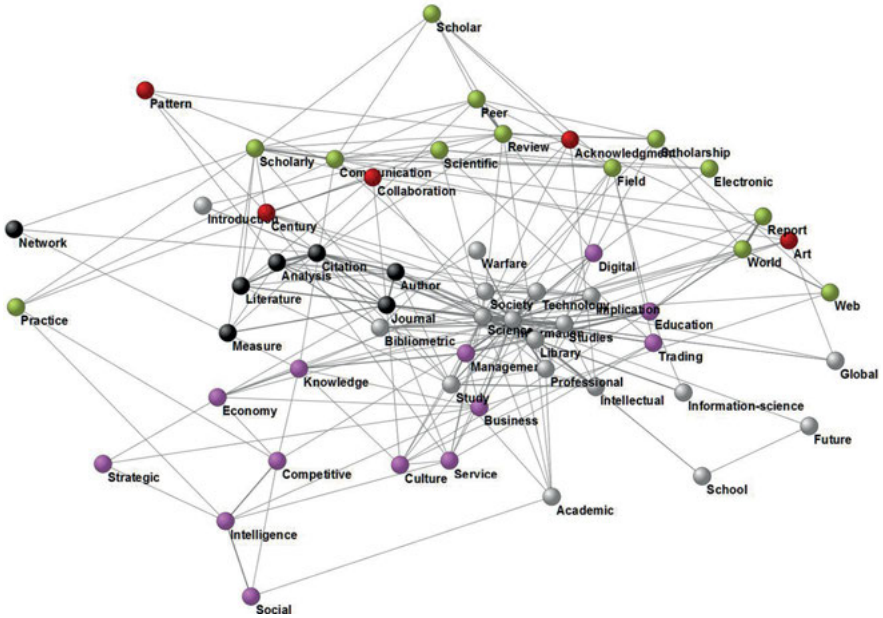 Scholar
Pattern
Peer
Review
Acknowledgment
Scholarship
Scholarly
Communication
Scientific
Collaboration
Field
Electronic
Introduction
Century
Report
Art
Network
Citation
Analysis
Warfare
Digital
World
Literature
Author
Society
Technology
Implication
Web
Practice
Journal
Science
Information
Studies
Education
Measure
Bibliometric
Library
Trading
Management
Global
Knowledge
Study
Professional
Intellectual
Information-science
Economy
Business
Future
Strategic
Competitive
Culture
Service
School
Academic
Intelligence
Social